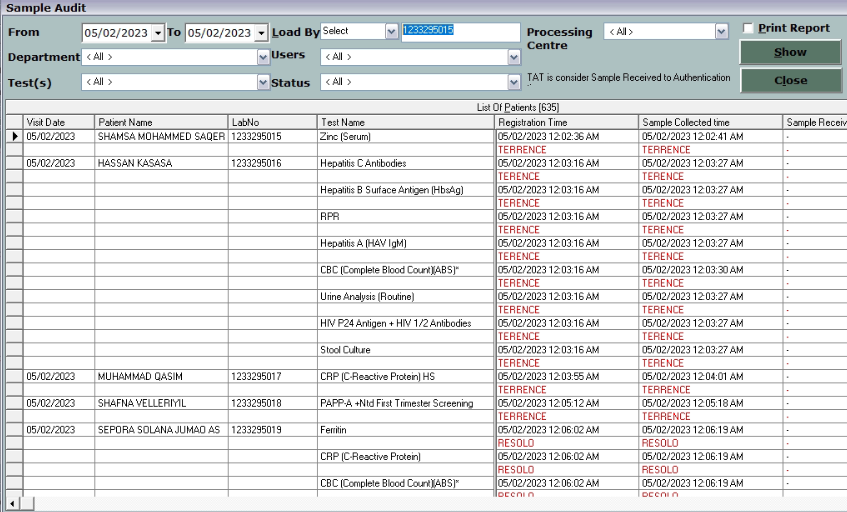 Sample Audit
From 05/02/2023 To 05/02/2023 Load By Select 1233295015 Processing Centre < All > Print Report
Department < All > Users < All > Show
Test(s) < All > Status < All > TAT is consider Sample Received to Authentication Close
List Of Patients [635]
Visit Date Patient Name LabNo Test Name Registration Time Sample Collected time Sample Receiv
05/02/2023 SHAMSA MOHAMMED SAQER 1233295015 Zinc (Serum) 05/02/2023 12:02:36 AM 05/02/2023 12:02:41 AM -
TERRENCE TERRENCE
05/02/2023 HASSAN KASASA 1233295016 Hepatitis C Antibodies 05/02/2023 12:03:16 AM 05/02/2023 12:03:27 AM -
TERENCE TERENCE
Hepatitis B Surface Antigen (HbsAg) 05/02/2023 12:03:16 AM 05/02/2023 12:03:27 AM -
TERENCE TERENCE
RPR 05/02/2023 12:03:16 AM 05/02/2023 12:03:27 AM -
TERENCE TERENCE
Hepatitis A (HAV IgM) 05/02/2023 12:03:16 AM 05/02/2023 12:03:27 AM -
TERENCE TERENCE
CBC (Complete Blood Count)(ABS)* 05/02/2023 12:03:16 AM 05/02/2023 12:03:30 AM -
TERENCE TERENCE
Urine Analysis (Routine) 05/02/2023 12:03:16 AM 05/02/2023 12:03:27 AM -
TERENCE TERENCE
HIV P24 Antigen + HIV 1/2 Antibodies 05/02/2023 12:03:16 AM 05/02/2023 12:03:27 AM -
TERENCE TERENCE
Stool Culture 05/02/2023 12:03:16 AM 05/02/2023 12:03:27 AM -
TERENCE TERENCE
05/02/2023 MUHAMMAD QASIM 1233295017 CRP (C-Reactive Protein) HS 05/02/2023 12:03:55 AM 05/02/2023 12:04:01 AM -
TERRENCE TERRENCE
05/02/2023 SHAFNA VELLERIYIL 1233295018 PAPP-A +Ntd First Trimester Screening 05/02/2023 12:05:12 AM 05/02/2023 12:05:18 AM -
TERRENCE TERRENCE
05/02/2023 SEPORA SOLANA JUMAO AS 1233295019 Ferritin 05/02/2023 12:06:02 AM 05/02/2023 12:06:19 AM -
RESOLO RESOLO
CRP (C-Reactive Protein) 05/02/2023 12:06:02 AM 05/02/2023 12:06:19 AM -
RESOLO RESOLO
CBC (Complete Blood Count)(ABS)* 05/02/2023 12:06:02 AM 05/02/2023 12:06:19 AM -
RESOLO RESOLO